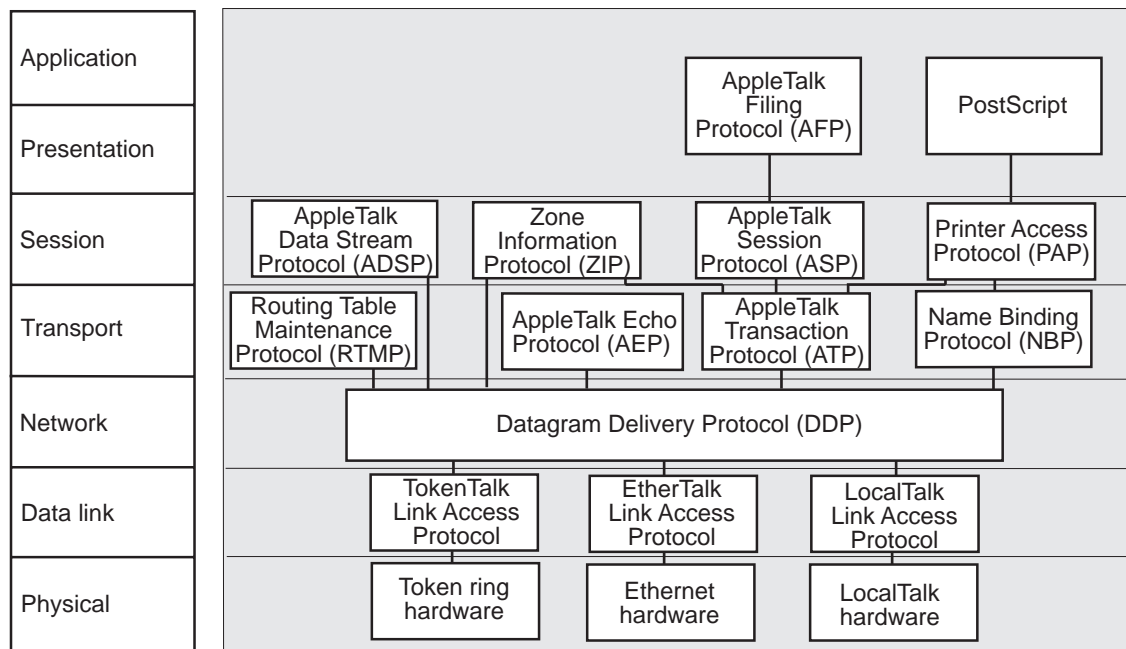 Application
Presentation
Session
Transport
Network
Data link
Physical
AppleTalk
Filing
Protocol (AFP)
PostScript
AppleTalk
Data Stream
Protocol (ADSP)
Zone
Information
Protocol (ZIP)
AppleTalk
Session
Protocol (ASP)
Printer Access
Protocol (PAP)
Routing Table
Maintenance
Protocol (RTMP)
AppleTalk Echo
Protocol (AEP)
AppleTalk
Transaction
Protocol (ATP)
Name Binding
Protocol (NBP)
Datagram Delivery Protocol (DDP)
TokenTalk
Link Access
Protocol
EtherTalk
Link Access
Protocol
LocalTalk
Link Access
Protocol
Token ring
hardware
Ethernet
hardware
LocalTalk
hardware